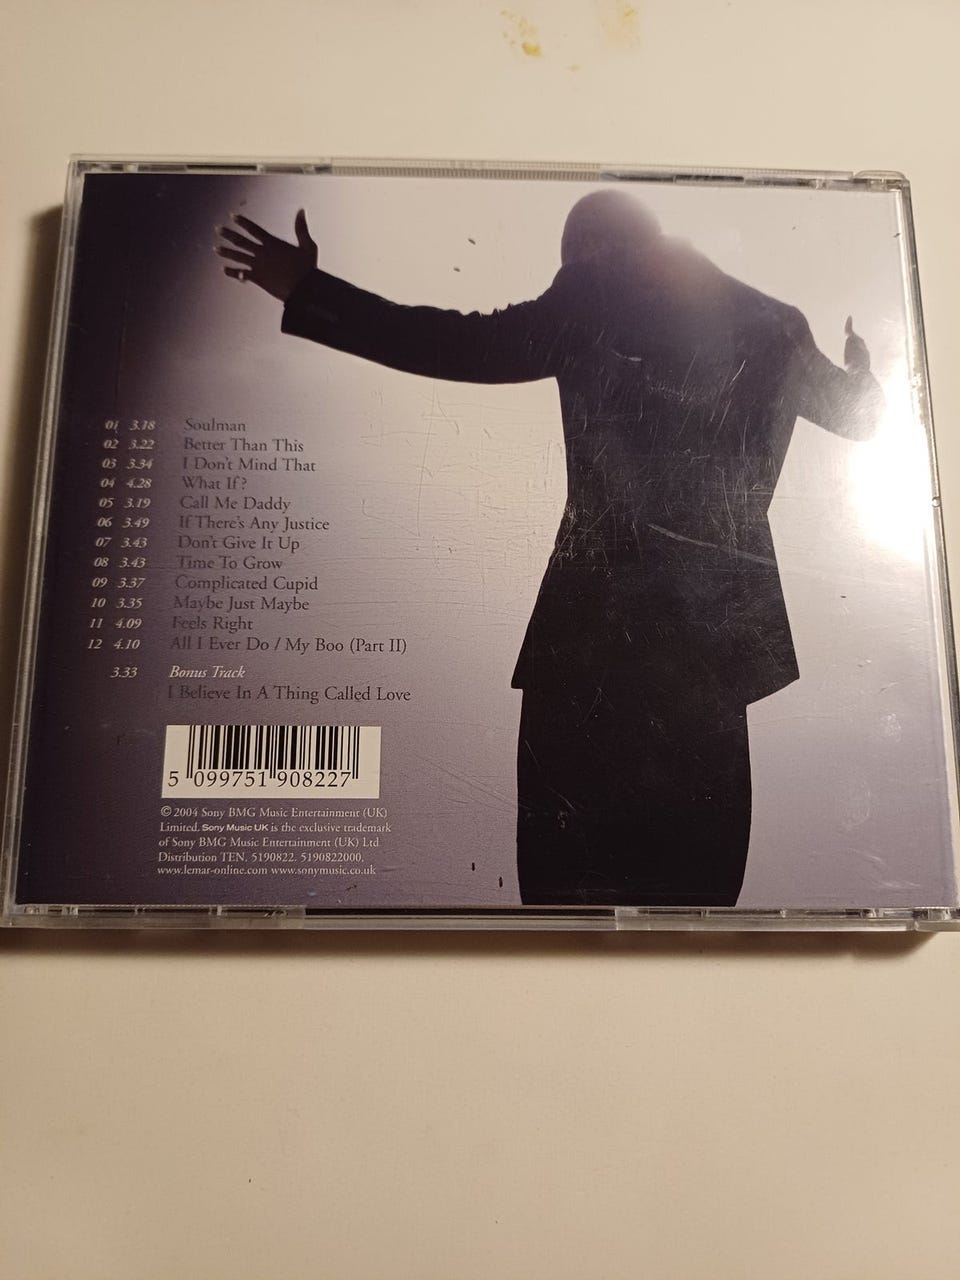 01 3.18 Soulman
02 3.22 Better Than This
03 3.34 I Don't Mind That
04 4.28 What If?
05 3.19 Call Me Daddy
06 3.49 If There's Any Justice
07 3.43 Don't Give It Up
08 3.43 Time To Grow
09 3.37 Complicated Cupid
10 3.35 Maybe Just Maybe
11 4.09 Feels Right
12 4.10 All I Ever Do / My Boo (Part II)
3.33 Bonus Track
I Believe In A Thing Called Love
5 099751 908227
© 2004 Sony BMG Music Entertainment (UK)
Limited. Sony Music UK is the exclusive trademark
of Sony BMG Music Entertainment (UK) Ltd
Distribution TEN. 5190822. 5190822000.
www.lemar-online.com www.sonymusic.co.uk